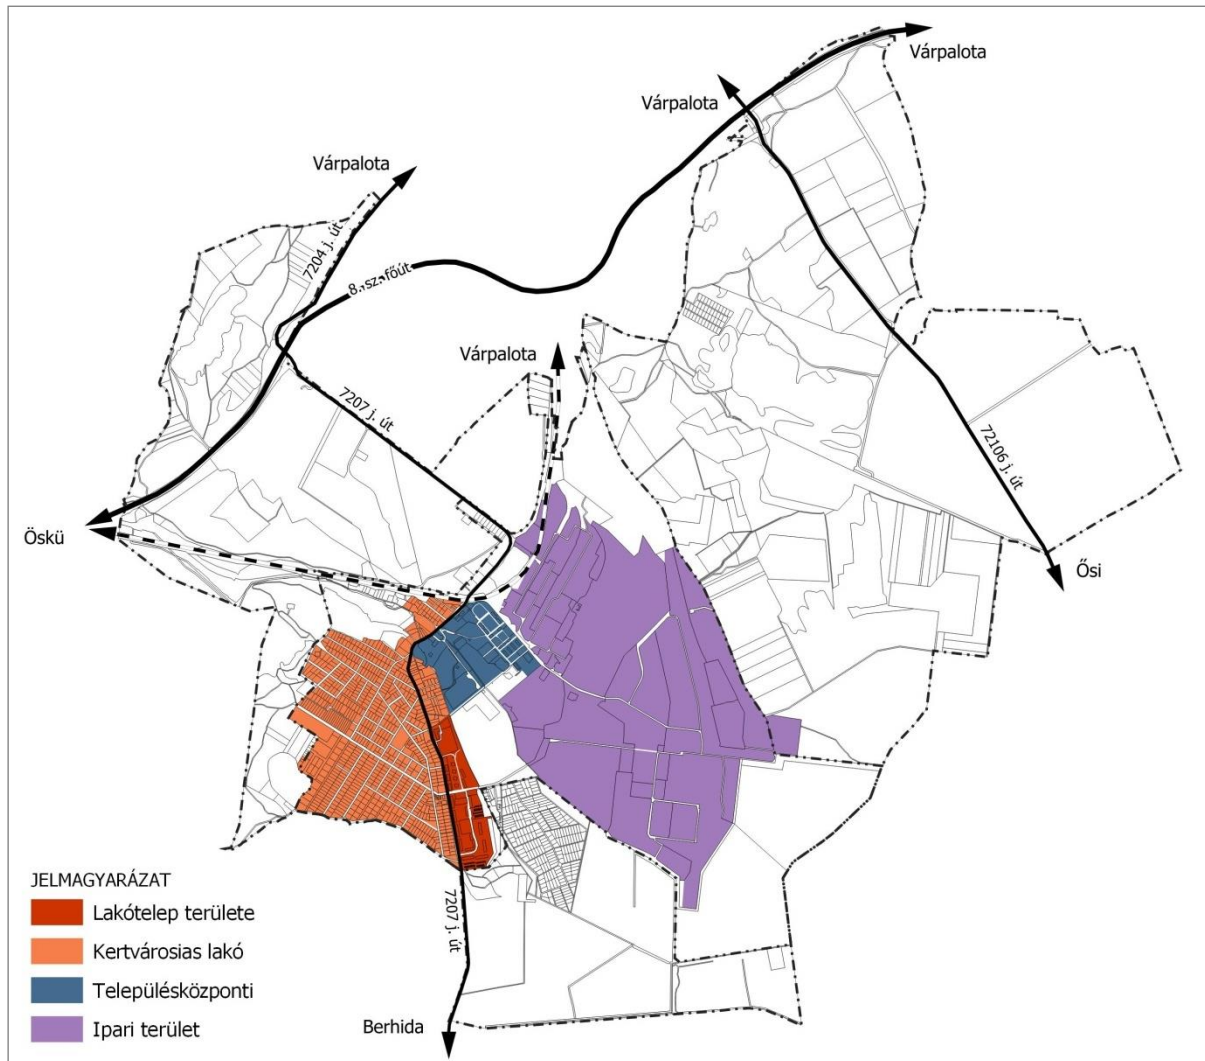 Várpalota
Várpalota
Várpalota
7204 j. út
8. sz. főút
Várpalota
7207 j. út
72106 j. út
Öskü
Ősi
JELMAGYARÁZAT
Lakótelep területe
Kertvárosias lakó
Településközponti
Ipari terület
7207 j. út
Berhida